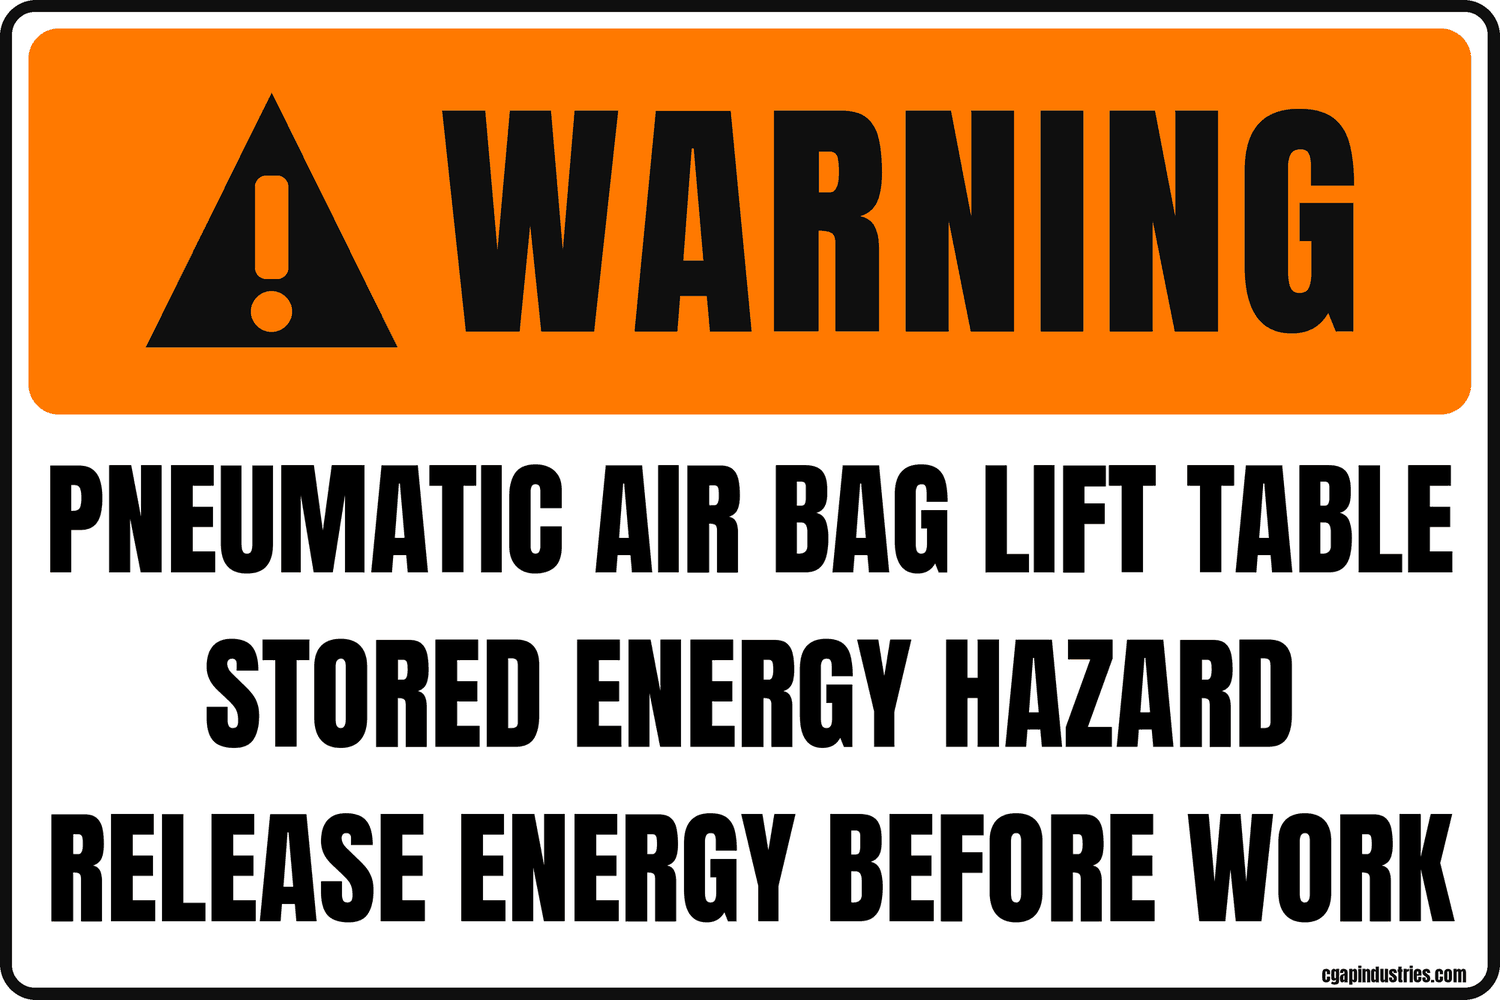 WARNING
PNEUMATIC AIR BAG LIFT TABLE
STORED ENERGY HAZARD
RELEASE ENERGY BEFORE WORK
cgapindustries.com